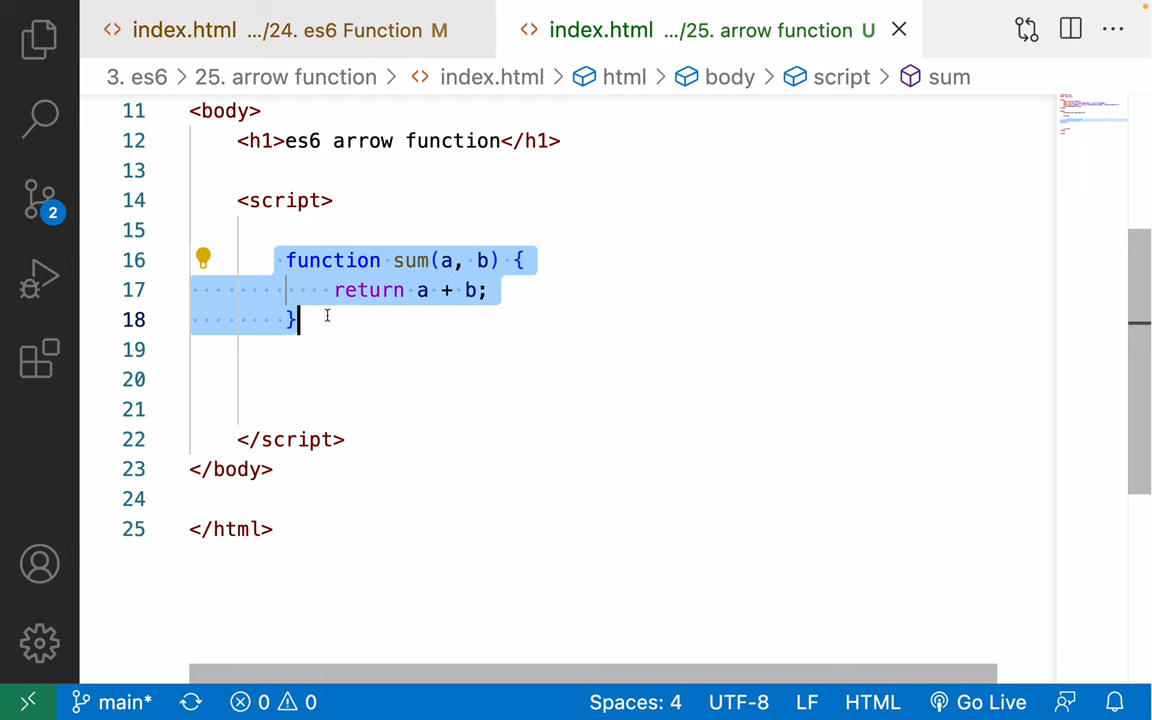 index.html .../24. es6 Function M
index.html .../25. arrow function U
3. es6 > 25. arrow function > index.html > html > body > script > sum
11 <body>
12 <h1>es6 arrow function</h1>
13
14 <script>
15
16 function sum(a, b) {
17 return a + b;
18 }
19
20
21
22 </script>
23 </body>
24
25 </html>
2
main* 0 0 Spaces: 4 UTF-8 LF HTML Go Live